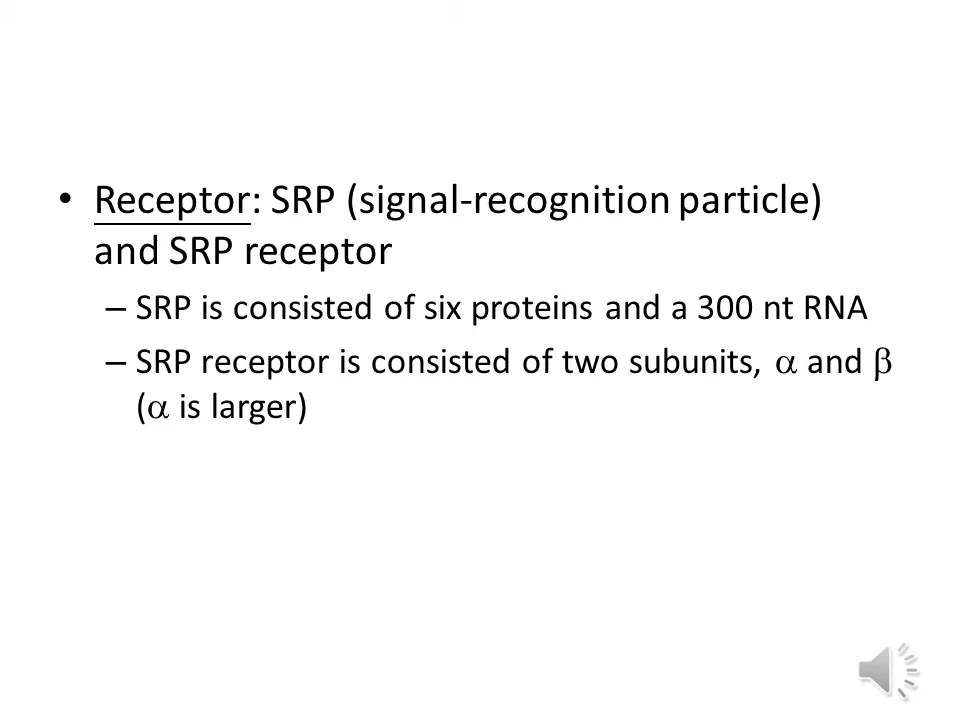 • Receptor: SRP (signal-recognition particle)
and SRP receptor
– SRP is consisted of six proteins and a 300 nt RNA
– SRP receptor is consisted of two subunits, α and β
(α is larger)